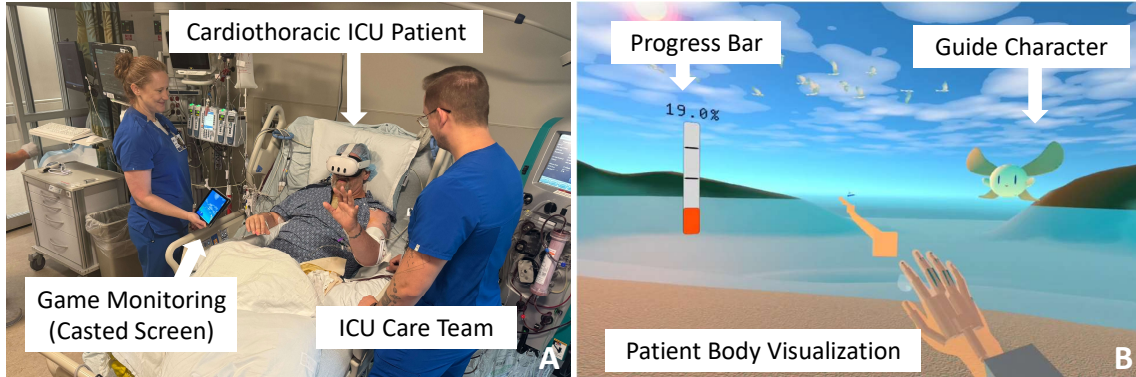 Cardiothoracic ICU Patient
Game Monitoring
(Casted Screen)
ICU Care Team
A
Progress Bar
Guide Character
19.0%
Patient Body Visualization
B